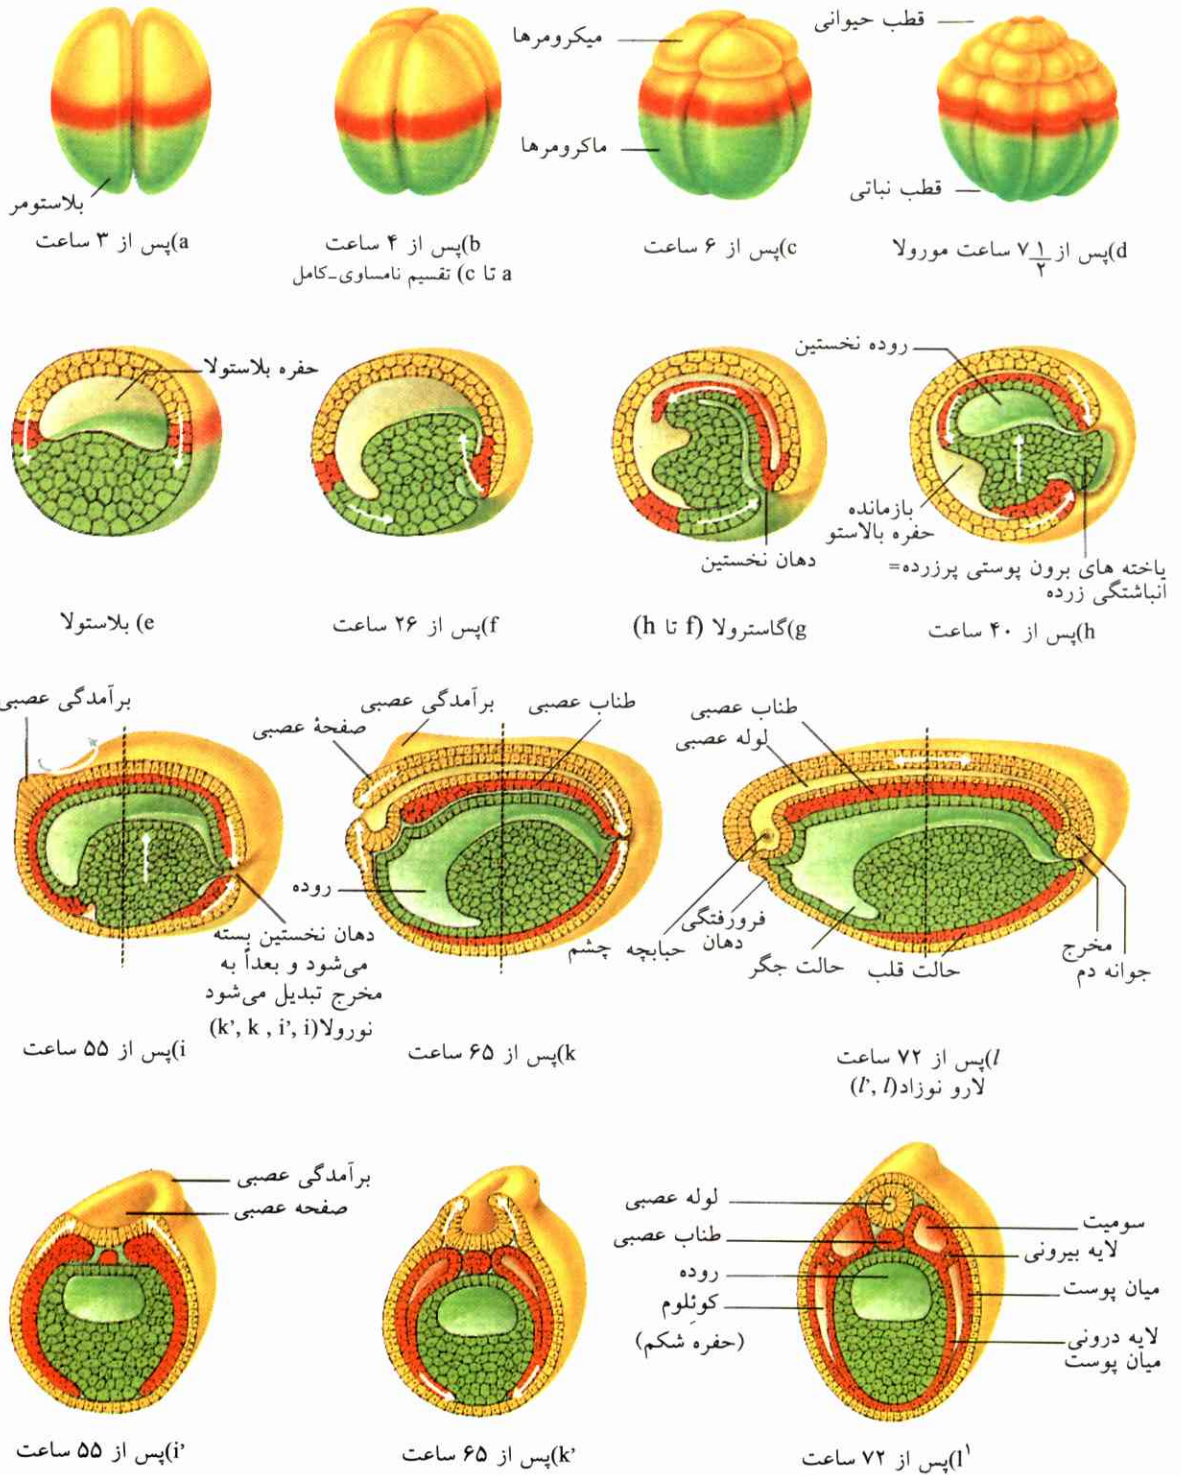 قطب حیوانی
میکرومرها
ماکرومرها
قطب نباتی
بلاستومر
a)پس از ۳ ساعت
b)پس از ۴ ساعت
a تا c) تقسیم نامساوی-کامل
c)پس از ۶ ساعت
d)پس از ۷ ۱/۲ ساعت مورولا
حفره بلاستولا
روده نخستین
بازمانده
حفره بالاستو
دهان نخستین
یاخته های برون پوستی پرزرده=
انباشتگی زرده
e) بلاستولا
f)پس از ۲۶ ساعت
g)گاسترولا (f تا h)
h)پس از ۴۰ ساعت
برآمدگی عصبی
صفحهٔ عصبی
برآمدگی عصبی
طناب عصبی
طناب عصبی
لوله عصبی
روده
دهان نخستین بسته
می‌شود و بعداً به
مخرج تبدیل می‌شود
نورولا(k’, k , i’, i)
فرورفتگی
دهان
حبابچه چشم
حالت جگر
حالت قلب
مخرج
جوانه دم
i)پس از ۵۵ ساعت
k)پس از ۶۵ ساعت
l)پس از ۷۲ ساعت
لارو نوزاد(l’, l)
برآمدگی عصبی
صفحه عصبی
لوله عصبی
طناب عصبی
روده
کوئلوم
(حفره شکم)
سومیت
لایه بیرونی
میان پوست
لایه درونی
میان پوست
i’)پس از ۵۵ ساعت
k’)پس از ۶۵ ساعت
l¹)پس از ۷۲ ساعت